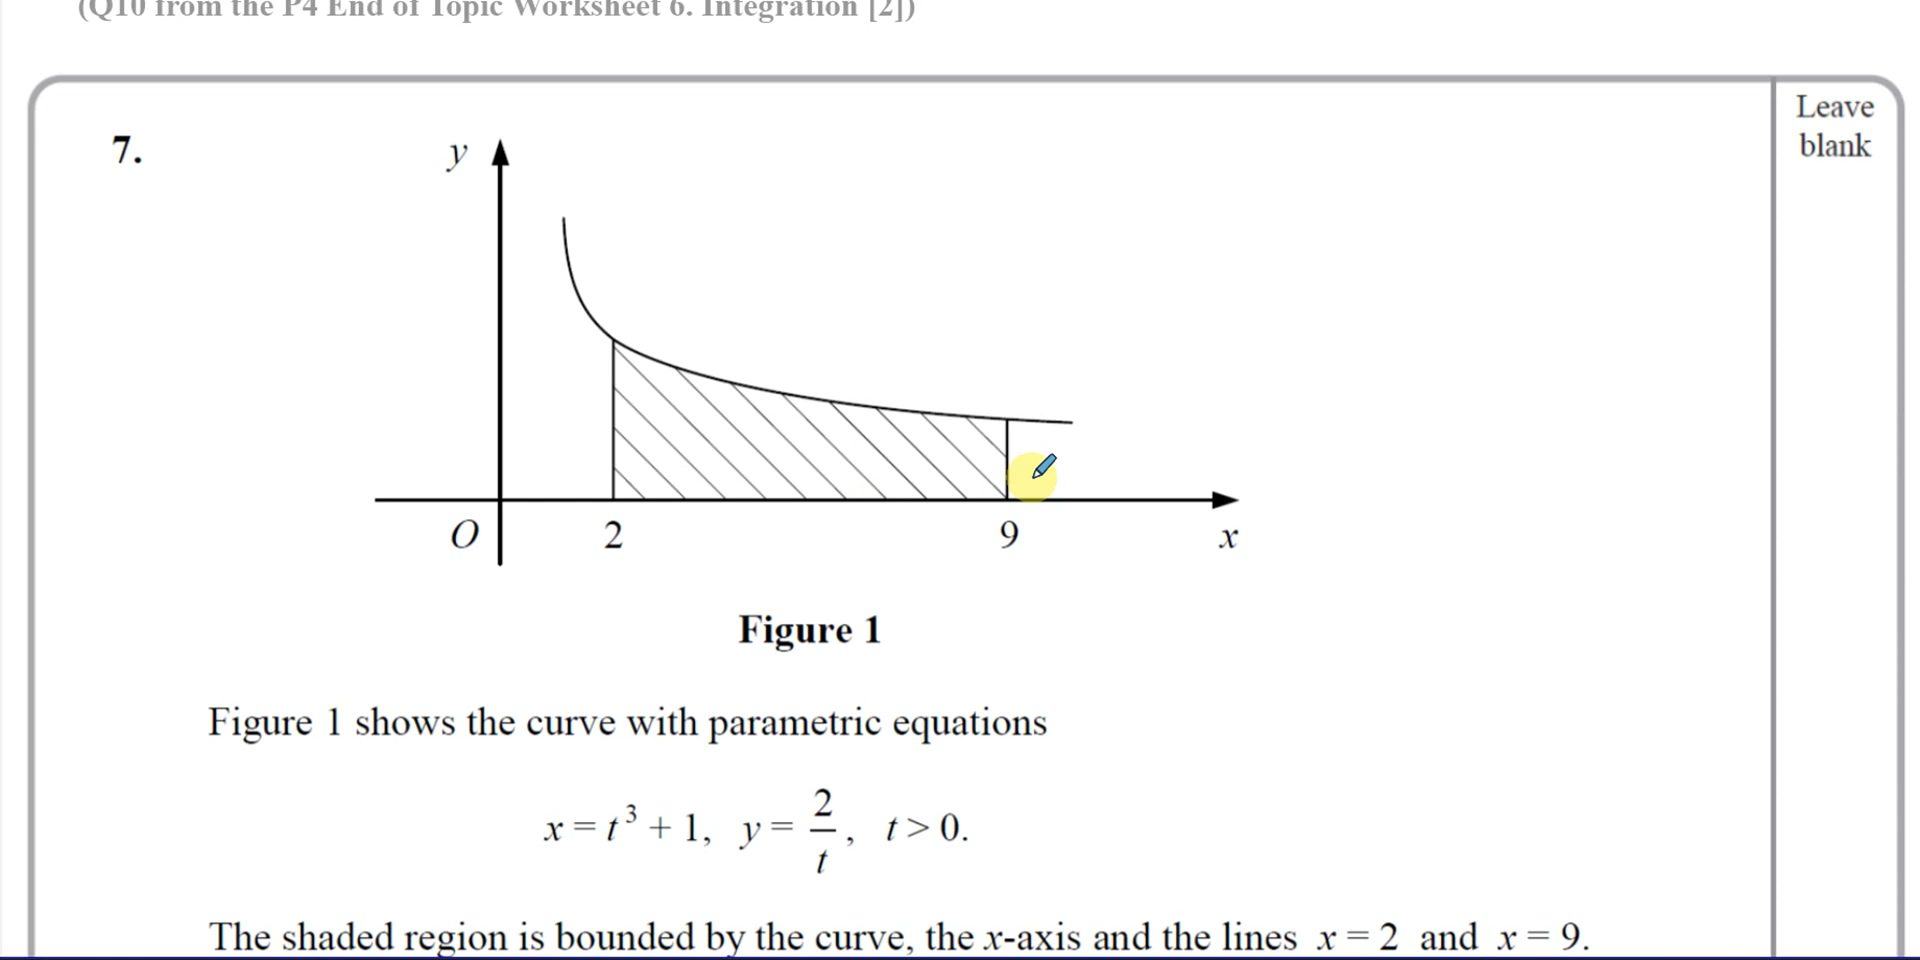 (Q10 from the P4 End of Topic Worksheet 6. Integration [2])
Leave
blank
7.
y
O 2 9 x
Figure 1
Figure 1 shows the curve with parametric equations
x = t³ + 1, y = 2/t, t > 0.
The shaded region is bounded by the curve, the x-axis and the lines x = 2 and x = 9.